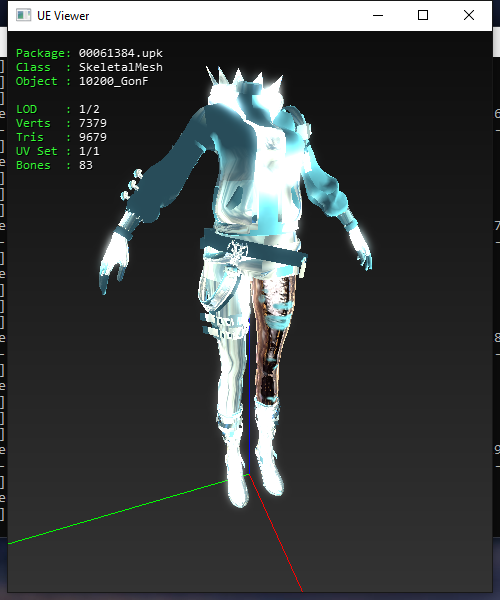 UE Viewer
Package: 00061384.upk
Class : SkeletalMesh
Object : 10200_GonF
LOD : 1/2
Verts : 7379
Tris : 9679
UV Set : 1/1
Bones : 83